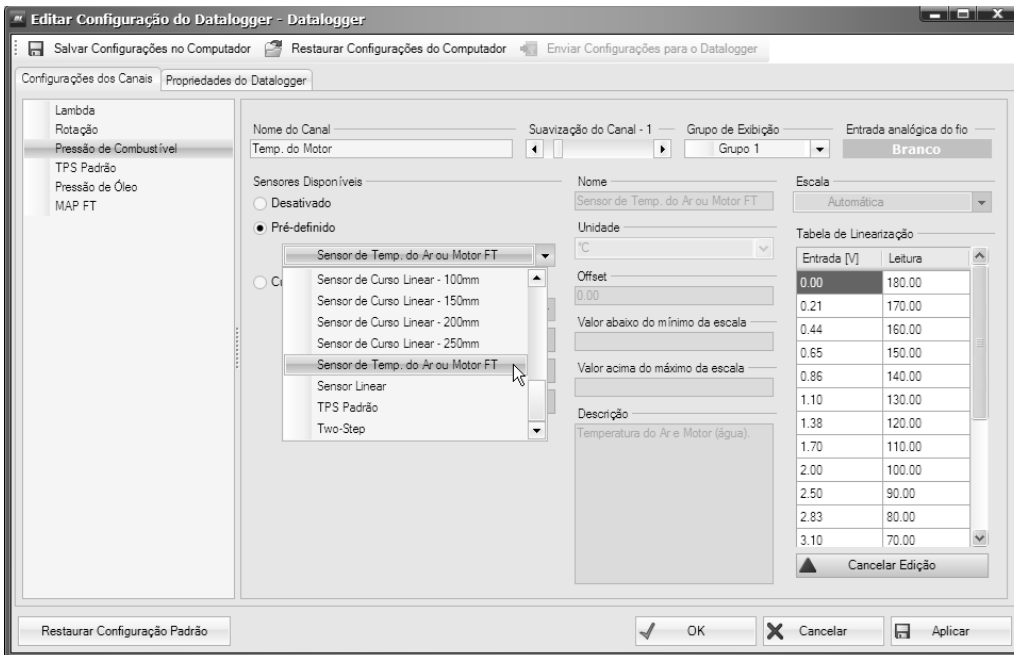 Editar Configuração do Datalogger - Datalogger
Salvar Configurações no Computador Restaurar Configurações do Computador Enviar Configurações para o Datalogger
Configurações dos Canais Propriedades do Datalogger
Lambda
Rotação
Pressão de Combustível
TPS Padrão
Pressão de Óleo
MAP FT
Nome do Canal
Temp. do Motor
Suavização do Canal - 1
Grupo de Exibição
Grupo 1
Entrada analógica do fio
Branco
Sensores Disponíveis
Desativado
Pré-definido
Sensor de Temp. do Ar ou Motor FT
Sensor de Curso Linear - 100mm
Sensor de Curso Linear - 150mm
Sensor de Curso Linear - 200mm
Sensor de Curso Linear - 250mm
Sensor de Temp. do Ar ou Motor FT
Sensor Linear
TPS Padrão
Two-Step
Nome
Sensor de Temp. do Ar ou Motor FT
Unidade
°C
Offset
0.00
Valor abaixo do mínimo da escala
Valor acima do máximo da escala
Descrição
Temperatura do Ar e Motor (água).
Escala
Automática
Tabela de Linearização
Entrada [V] Leitura
0.00 180.00
0.21 170.00
0.44 160.00
0.65 150.00
0.86 140.00
1.10 130.00
1.38 120.00
1.70 110.00
2.00 100.00
2.50 90.00
2.83 80.00
3.10 70.00
Cancelar Edição
Restaurar Configuração Padrão
OK
Cancelar
Aplicar